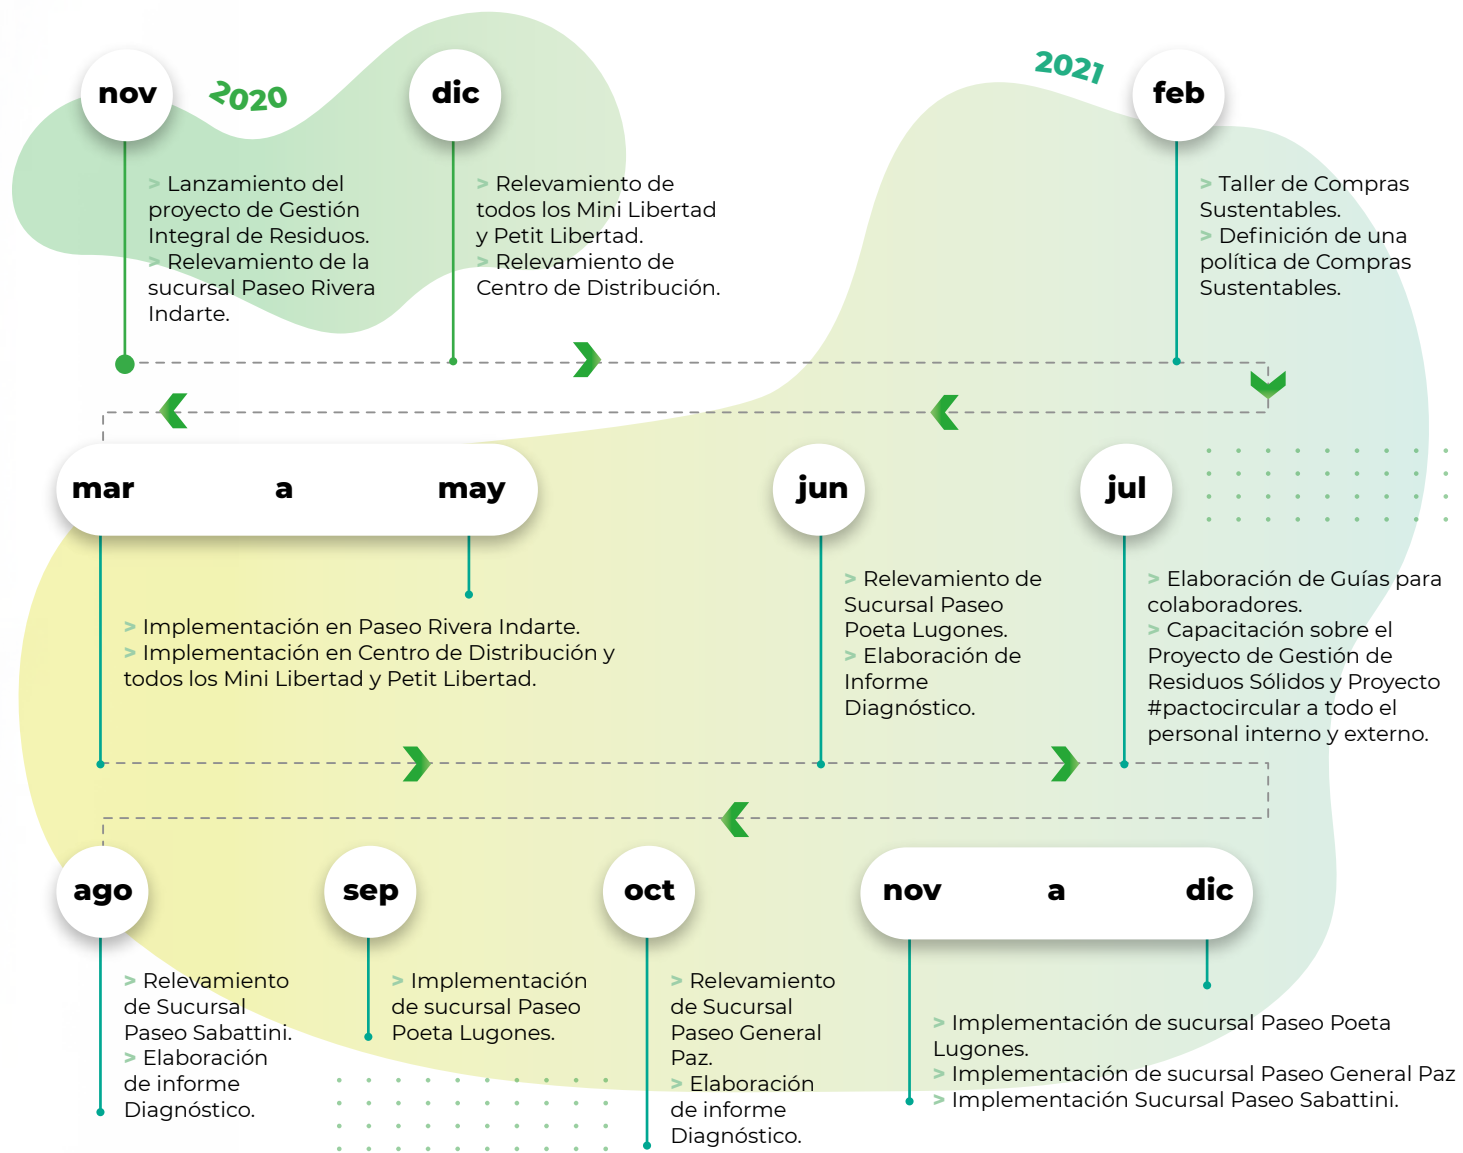 nov
2020
> Lanzamiento del
proyecto de Gestión
Integral de Residuos.
> Relevamiento de la
sucursal Paseo Rivera
Indarte.
dic
> Relevamiento de
todos los Mini Libertad
y Petit Libertad.
> Relevamiento de
Centro de Distribución.
2021
feb
> Taller de Compras
Sustentables.
> Definición de una
política de Compras
Sustentables.
mar a may
> Implementación en Paseo Rivera Indarte.
> Implementación en Centro de Distribución y
todos los Mini Libertad y Petit Libertad.
jun
> Relevamiento de
Sucursal Paseo
Poeta Lugones.
> Elaboración de
Informe
Diagnóstico.
jul
> Elaboración de Guías para
colaboradores.
> Capacitación sobre el
Proyecto de Gestión de
Residuos Sólidos y Proyecto
#pactocircular a todo el
personal interno y externo.
ago
> Relevamiento
de Sucursal
Paseo Sabattini.
> Elaboración
de informe
Diagnóstico.
sep
> Implementación
de sucursal Paseo
Poeta Lugones.
oct
> Relevamiento
de Sucursal
Paseo General
Paz.
> Elaboración
de informe
Diagnóstico.
nov a dic
> Implementación de sucursal Paseo Poeta
Lugones.
> Implementación de sucursal Paseo General Paz
> Implementación Sucursal Paseo Sabattini.